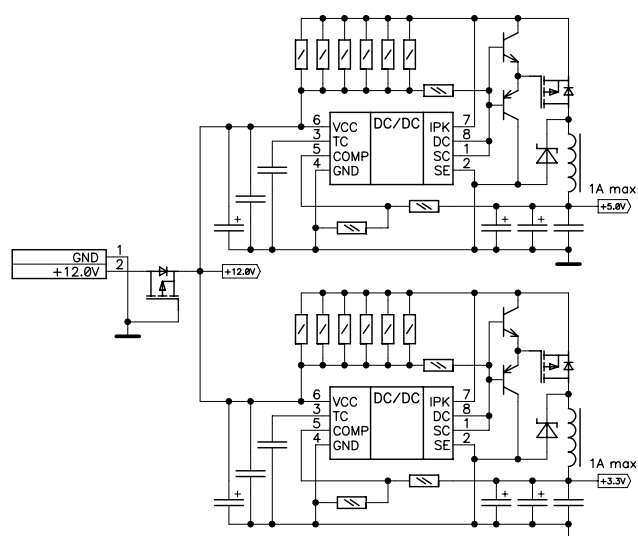 6 VCC DC/DC IPK 7
3 TC DC 8
5 COMP SC 1
4 GND SE 2
1A max
+5.0V
GND 1
+12.0V 2
+12.0V
6 VCC DC/DC IPK 7
3 TC DC 8
5 COMP SC 1
4 GND SE 2
1A max
+3.3V